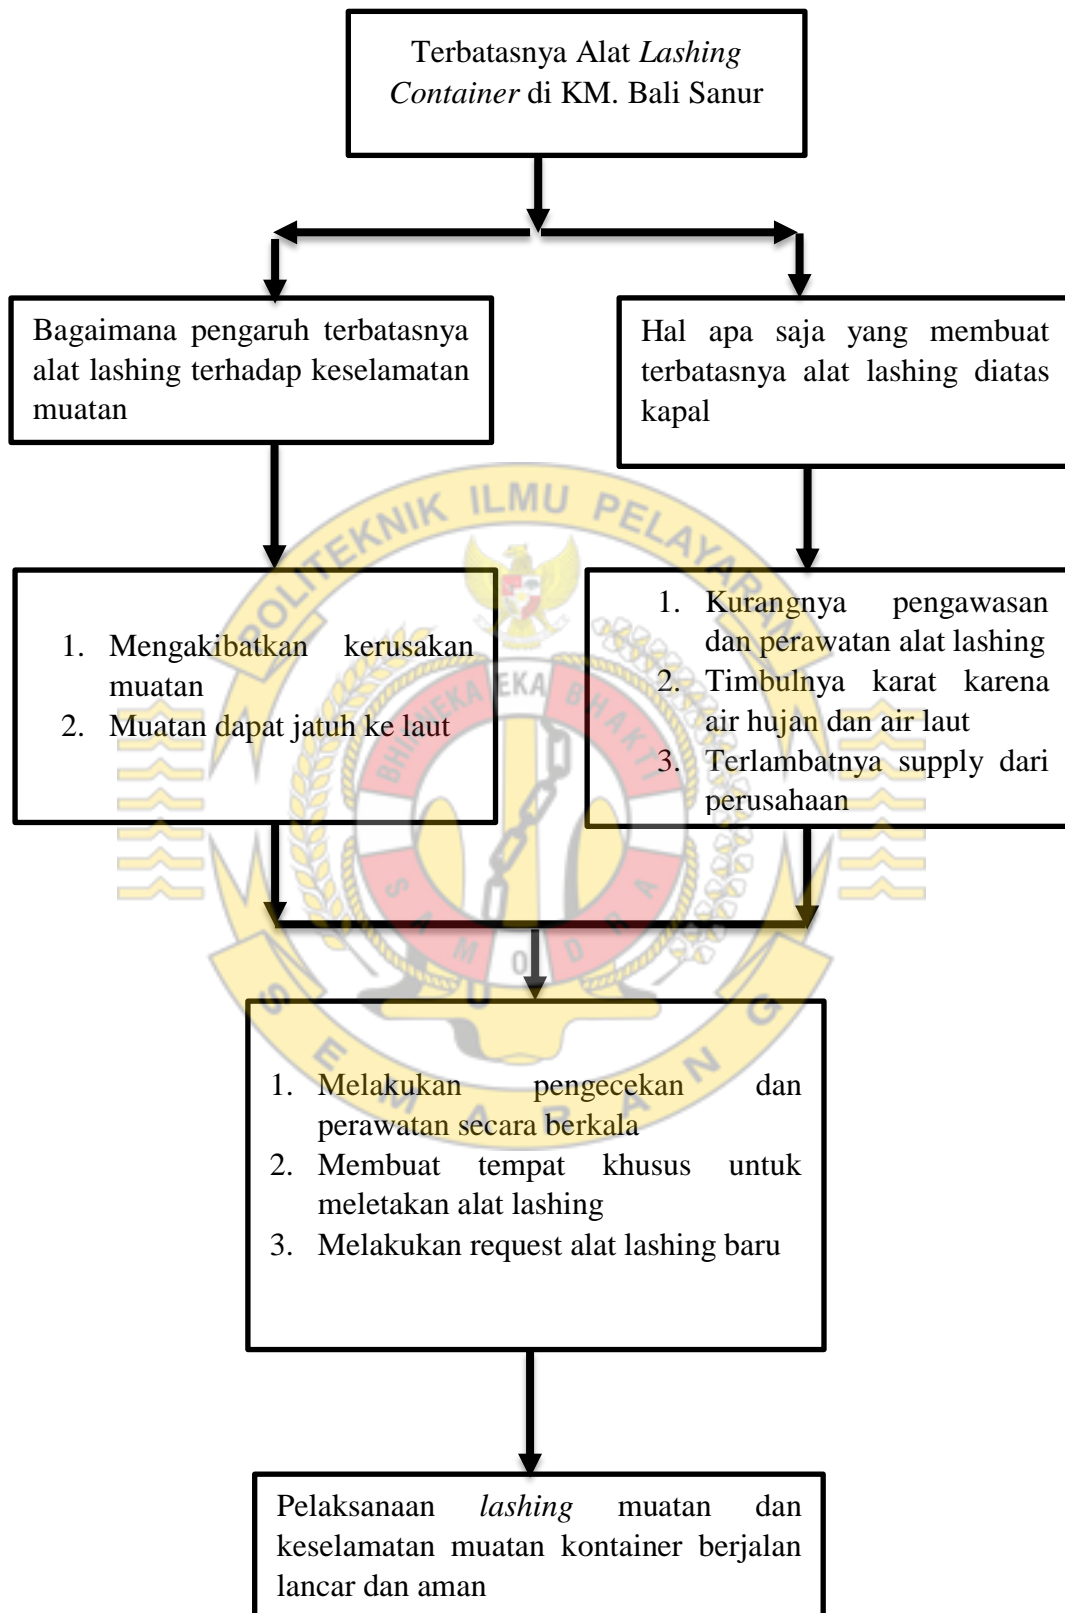 Terbatasnya Alat Lashing
Container di KM. Bali Sanur
Bagaimana pengaruh terbatasnya
alat lashing terhadap keselamatan
muatan
Hal apa saja yang membuat
terbatasnya alat lashing diatas
kapal
1. Mengakibatkan kerusakan
muatan
2. Muatan dapat jatuh ke laut
1. Kurangnya pengawasan
dan perawatan alat lashing
2. Timbulnya karat karena
air hujan dan air laut
3. Terlambatnya supply dari
perusahaan
1. Melakukan pengecekan dan
perawatan secara berkala
2. Membuat tempat khusus untuk
meletakan alat lashing
3. Melakukan request alat lashing baru
Pelaksanaan lashing muatan dan
keselamatan muatan kontainer berjalan
lancar dan aman
POLITEKNIK ILMU PELAYARAN
BHINNEKA EKA BHAKTI
SAMUDRA
SEMARANG